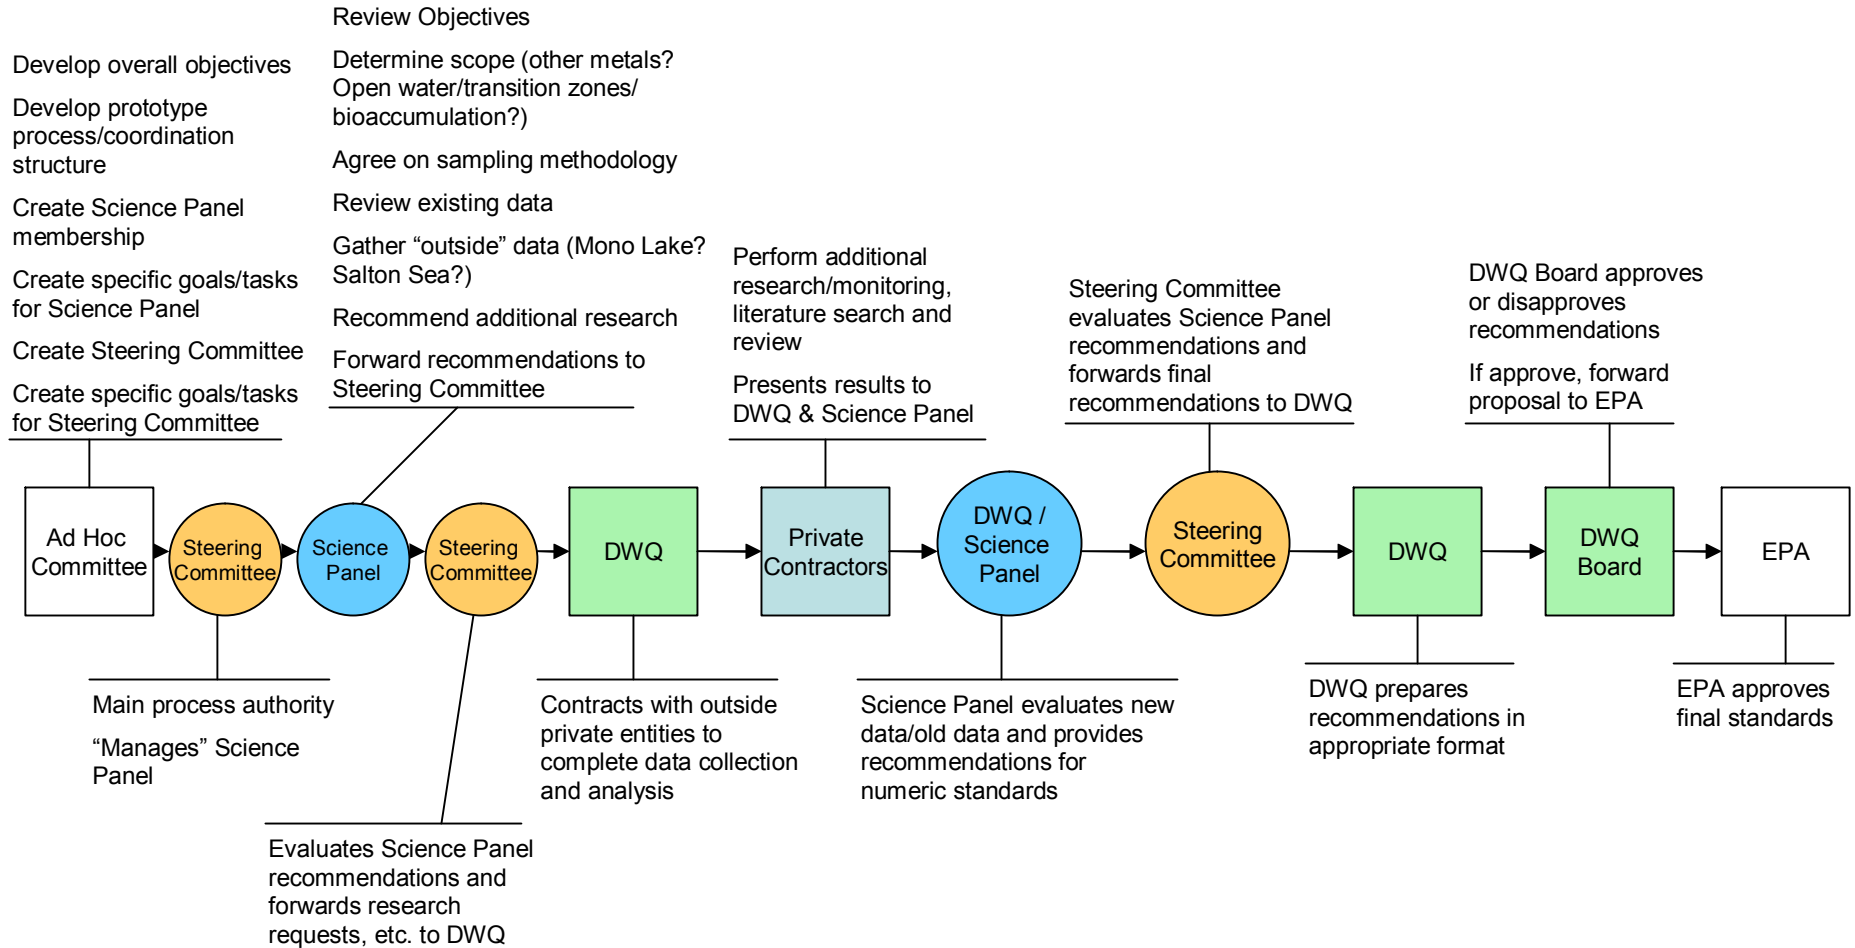 Develop overall objectives
Develop prototype
process/coordination
structure
Create Science Panel
membership
Create specific goals/tasks
for Science Panel
Create Steering Committee
Create specific goals/tasks
for Steering Committee
Review Objectives
Determine scope (other metals?
Open water/transition zones/
bioaccumulation?)
Agree on sampling methodology
Review existing data
Gather “outside” data (Mono Lake?
Salton Sea?)
Recommend additional research
Forward recommendations to
Steering Committee
Perform additional
research/monitoring,
literature search and
review
Presents results to
DWQ & Science Panel
Steering Committee
evaluates Science Panel
recommendations and
forwards final
recommendations to DWQ
DWQ Board approves
or disapproves
recommendations
If approve, forward
proposal to EPA
Ad Hoc
Committee
Steering
Committee
Science
Panel
Steering
Committee
DWQ
Private
Contractors
DWQ /
Science
Panel
Steering
Committee
DWQ
DWQ
Board
EPA
Main process authority
“Manages” Science
Panel
Evaluates Science Panel
recommendations and
forwards research
requests, etc. to DWQ
Contracts with outside
private entities to
complete data collection
and analysis
Science Panel evaluates new
data/old data and provides
recommendations for
numeric standards
DWQ prepares
recommendations in
appropriate format
EPA approves
final standards